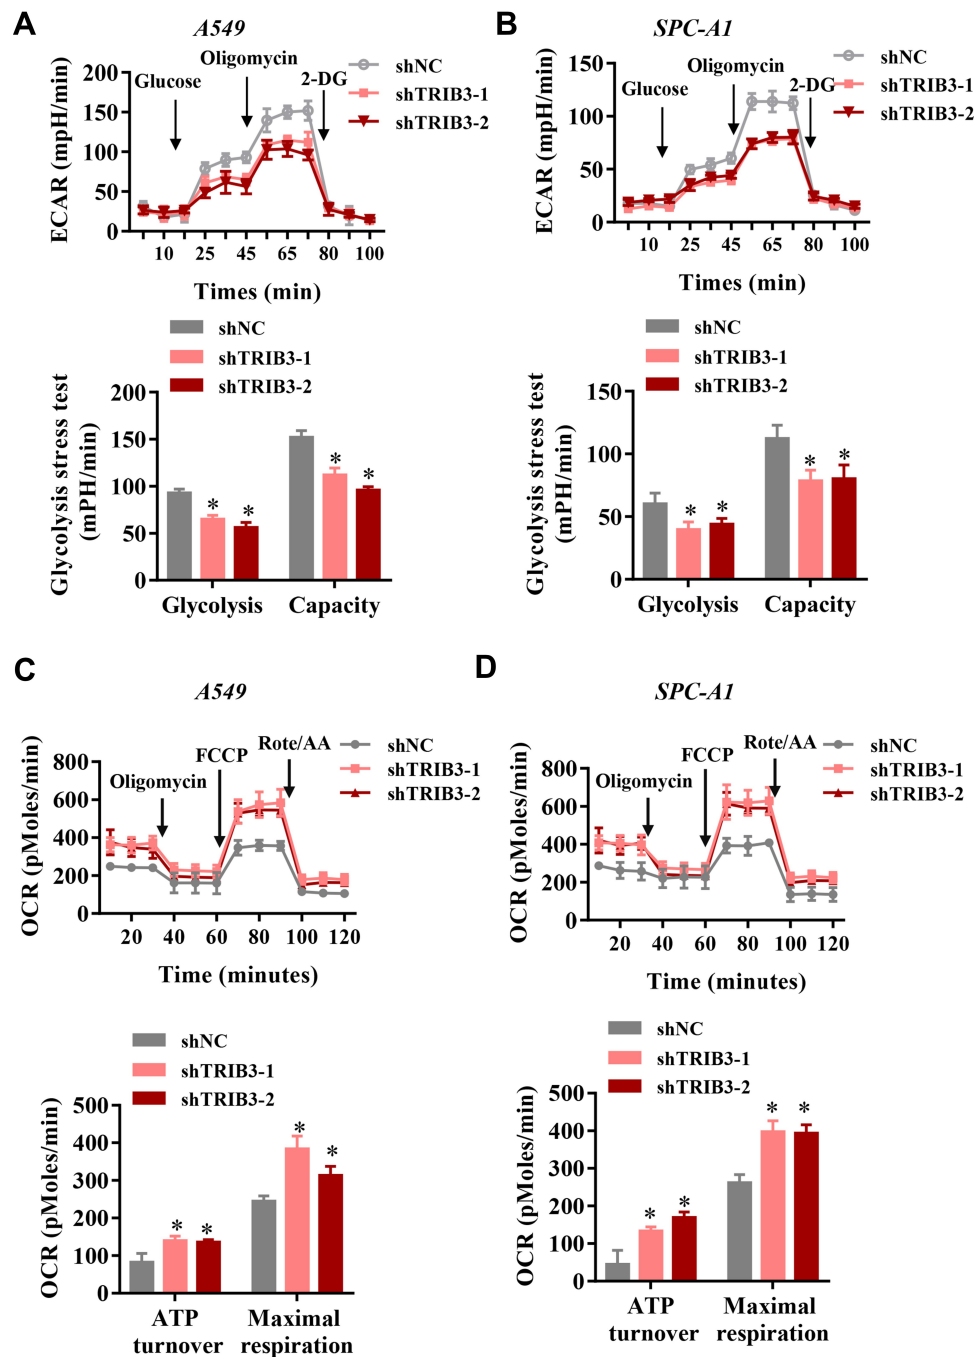 A
A549
Glucose
Oligomycin
2-DG
shNC
shTRIB3-1
shTRIB3-2
ECAR (mpH/min)
200
150
100
50
0
10 25 45 65 80 100
Times (min)
shNC
shTRIB3-1
shTRIB3-2
Glycolysis stress test
(mPH/min)
200
150
100
50
0
* * * *
Glycolysis Capacity
B
SPC-A1
Glucose
Oligomycin
2-DG
shNC
shTRIB3-1
shTRIB3-2
ECAR (mpH/min)
150
100
50
0
10 25 45 65 80 100
Times (min)
shNC
shTRIB3-1
shTRIB3-2
Glycolysis stress test
(mPH/min)
150
100
50
0
* * * *
Glycolysis Capacity
C
A549
Oligomycin
FCCP
Rote/AA
shNC
shTRIB3-1
shTRIB3-2
OCR (pMoles/min)
800
600
400
200
0
20 40 60 80 100 120
Time (minutes)
shNC
shTRIB3-1
shTRIB3-2
OCR (pMoles/min)
500
400
300
200
100
0
* * * *
ATP Maximal
turnover respiration
D
SPC-A1
Oligomycin
FCCP
Rote/AA
shNC
shTRIB3-1
shTRIB3-2
OCR (pMoles/min)
800
600
400
200
0
20 40 60 80 100 120
Time (minutes)
shNC
shTRIB3-1
shTRIB3-2
OCR (pMoles/min)
500
400
300
200
100
0
* * * *
ATP Maximal
turnover respiration